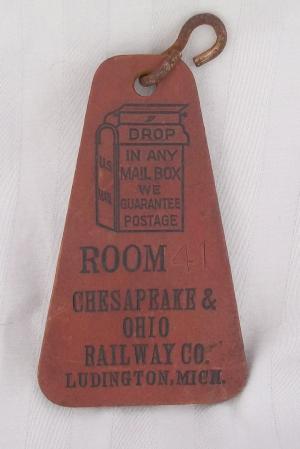 DROP
IN ANY
MAIL BOX
WE
GUARANTEE
POSTAGE
U.S.
MAIL
ROOM 41
CHESAPEAKE &
OHIO
RAILWAY CO.
LUDINGTON, MICH.